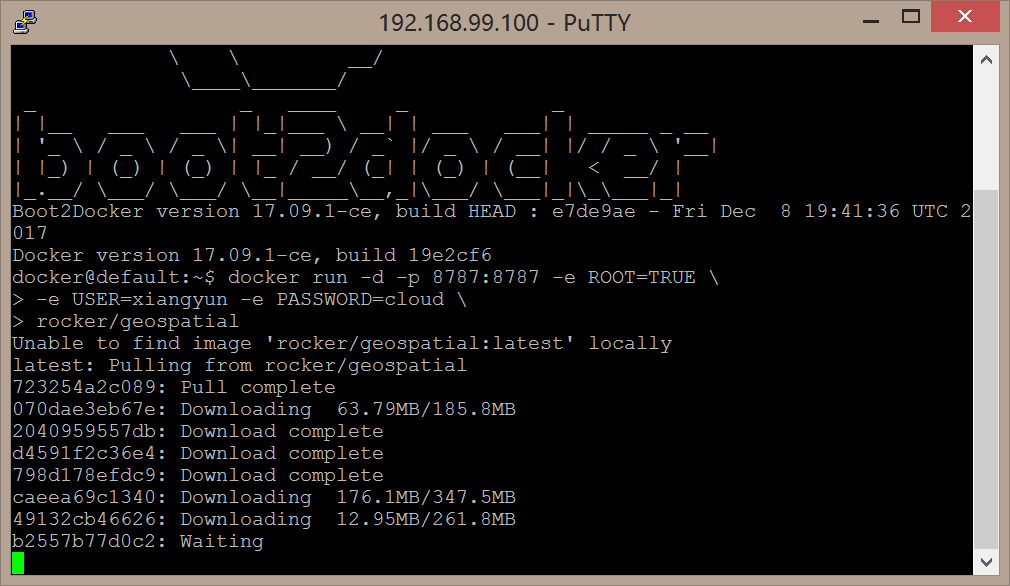 192.168.99.100 - PuTTY
boot2docker
Boot2Docker version 17.09.1-ce, build HEAD : e7de9ae - Fri Dec  8 19:41:36 UTC 2
017
Docker version 17.09.1-ce, build 19e2cf6
docker@default:~$ docker run -d -p 8787:8787 -e ROOT=TRUE \
> -e USER=xiangyun -e PASSWORD=cloud \
> rocker/geospatial
Unable to find image 'rocker/geospatial:latest' locally
latest: Pulling from rocker/geospatial
723254a2c089: Pull complete
070dae3eb67e: Downloading  63.79MB/185.8MB
2040959557db: Download complete
d4591f2c36e4: Download complete
798d178efdc9: Download complete
caeea69c1340: Downloading  176.1MB/347.5MB
49132cb46626: Downloading  12.95MB/261.8MB
b2557b77d0c2: Waiting